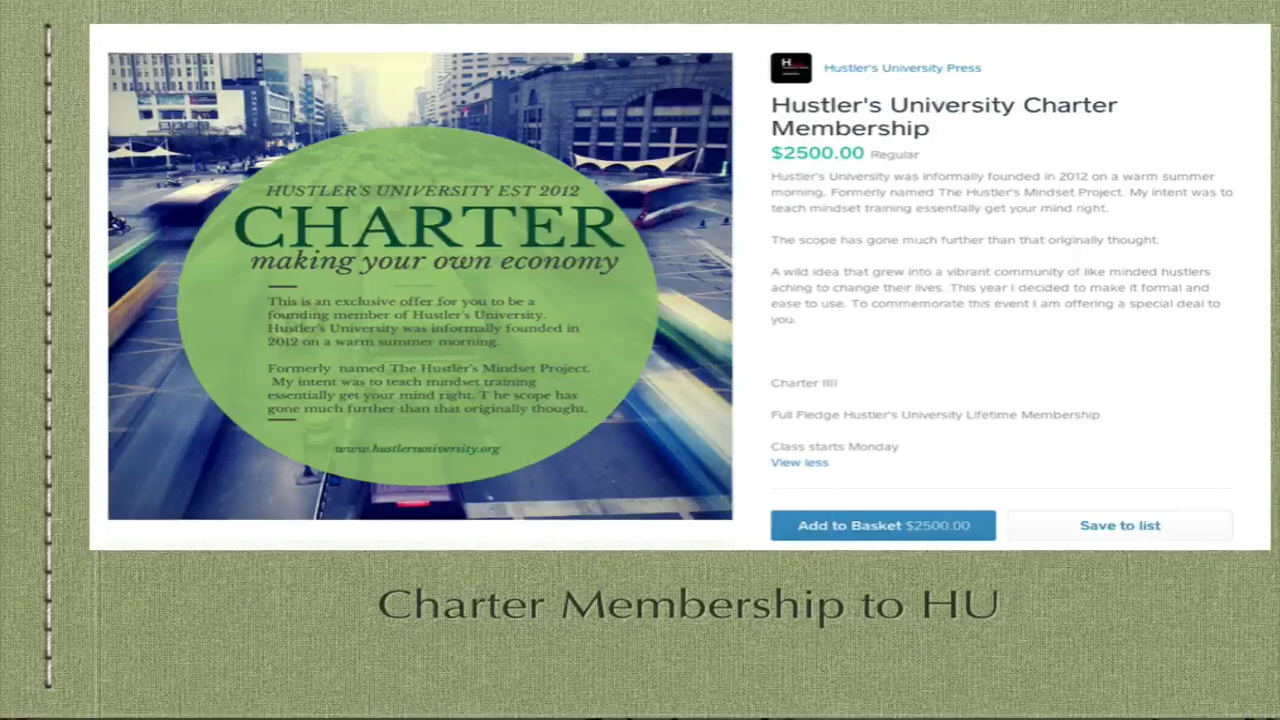 HUSTLER'S UNIVERSITY EST 2012
CHARTER
making your own economy
This is an exclusive offer for you to be a
founding member of Hustler's University.
Hustler's University was informally founded in
2012 on a warm summer morning.
Formerly named The Hustler's Mindset Project.
My intent was to teach mindset training
essentially get your mind right. T he scope has
gone much further than that originally thought.
www.hustlersuniversity.org
H
Hustler's University Press
Hustler's University Charter
Membership
$2500.00 Regular
Hustler's University was informally founded in 2012 on a warm summer
morning. Formerly named The Hustler's Mindset Project. My intent was to
teach mindset training essentially get your mind right.
The scope has gone much further than that originally thought.
A wild idea that grew into a vibrant community of like minded hustlers
aching to change their lives. This year I decided to make it formal and
ease to use. To commemorate this event I am offering a special deal to
you.
Charter IIII
Full Fledge Hustler's University Lifetime Membership
Class starts Monday
View less
Add to Basket $2500.00
Save to list
Charter Membership to HU